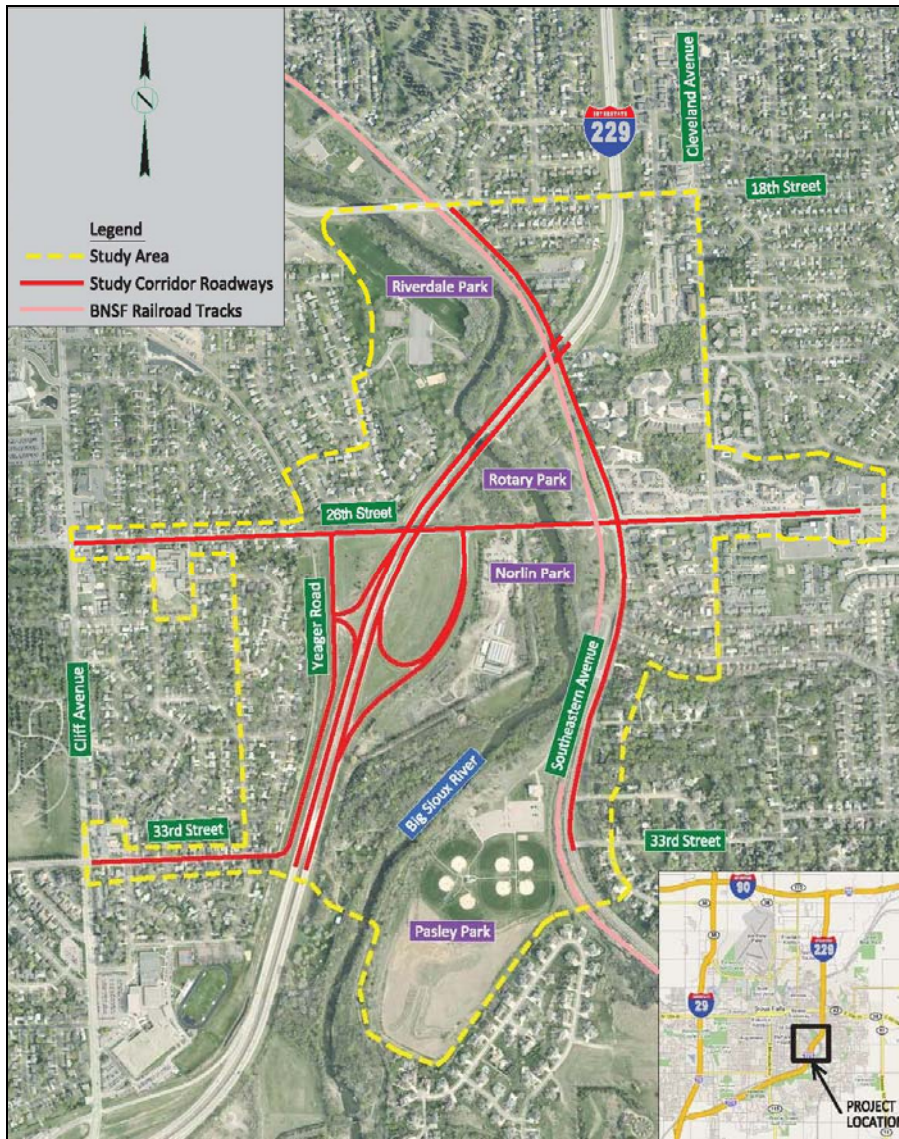 N
Legend
Study Area
Study Corridor Roadways
BNSF Railroad Tracks
INTERSTATE
229
Cleveland Avenue
18th Street
Riverdale Park
Rotary Park
26th Street
Norlin Park
Yeager Road
Cliff Avenue
Southeastern Avenue
Big Sioux River
33rd Street
33rd Street
Pasley Park
90
229
29
Sioux Falls
PROJECT
LOCATION